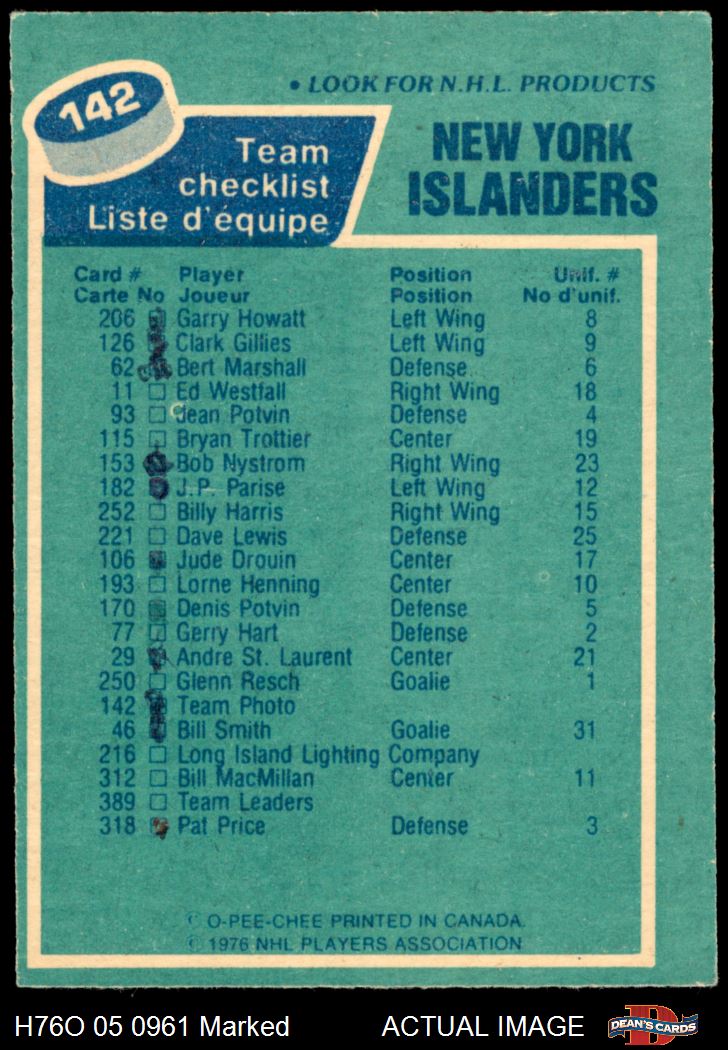 142
• LOOK FOR N.H.L. PRODUCTS
Team
checklist
Liste d'équipe
NEW YORK
ISLANDERS
Card # Player Position Unif. #
Carte No Joueur Position No d'unif.
206 Garry Howatt Left Wing 8
126 Clark Gillies Left Wing 9
62 Bert Marshall Defense 6
11 Ed Westfall Right Wing 18
93 Jean Potvin Defense 4
115 Bryan Trottier Center 19
153 Bob Nystrom Right Wing 23
182 J.P. Parise Left Wing 12
252 Billy Harris Right Wing 15
221 Dave Lewis Defense 25
106 Jude Drouin Center 17
193 Lorne Henning Center 10
170 Denis Potvin Defense 5
77 Gerry Hart Defense 2
29 Andre St. Laurent Center 21
250 Glenn Resch Goalie 1
142 Team Photo
46 Bill Smith Goalie 31
216 Long Island Lighting Company
312 Bill MacMillan Center 11
389 Team Leaders
318 Pat Price Defense 3
© O-PEE-CHEE PRINTED IN CANADA.
© 1976 NHL PLAYERS ASSOCIATION
H76O 05 0961 Marked ACTUAL IMAGE
D
DEAN'S CARDS